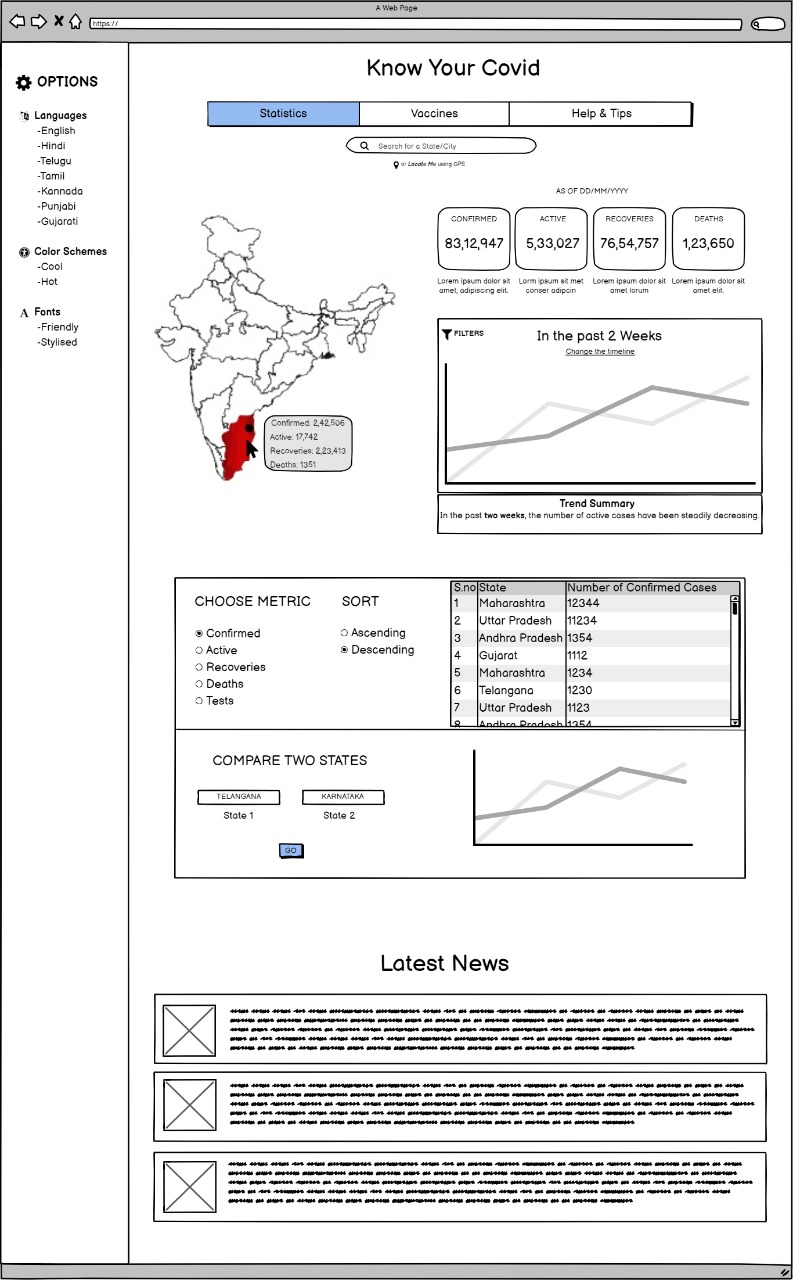 A Web Page
https://
OPTIONS
Languages
-English
-Hindi
-Telugu
-Tamil
-Kannada
-Punjabi
-Gujarati
Color Schemes
-Cool
-Hot
A Fonts
-Friendly
-Stylised
Know Your Covid
Statistics Vaccines Help & Tips
Search for a State/City
or Locate Me using GPS
AS OF DD/MM/YYYY
CONFIRMED ACTIVE RECOVERIES DEATHS
83,12,947 5,33,027 76,54,757 1,23,650
Lorem ipsum dolor sit Lorm ipsum sit met Lorem ipsum dolor sit Lorem ipsum dolor sit
amet, adipiscing elit. conser adipcin amet lorum amet elit.
Confirmed: 2,42,506
Active: 17,742
Recoveries: 2,23,413
Deaths: 1351
FILTERS
In the past 2 Weeks
Change the timeline
Trend Summary
In the past two weeks, the number of active cases have been steadily decreasing.
CHOOSE METRIC SORT
Confirmed Ascending
Active Descending
Recoveries
Deaths
Tests
S.no State Number of Confirmed Cases
1 Maharashtra 12344
2 Uttar Pradesh 11234
3 Andhra Pradesh 1354
4 Gujarat 1112
5 Maharashtra 1234
6 Telangana 1230
7 Uttar Pradesh 1123
8 Andhra Pradesh 1354
COMPARE TWO STATES
TELANGANA KARNATAKA
State 1 State 2
GO
Latest News